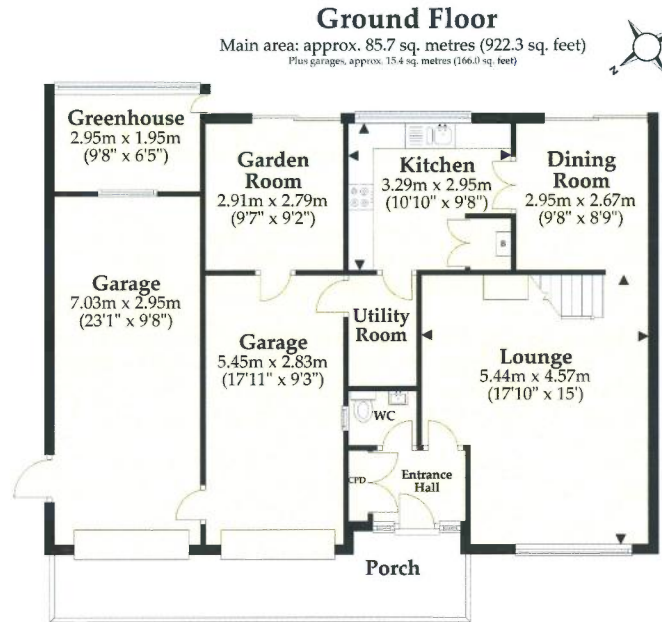 Ground Floor
Main area: approx. 85.7 sq. metres (922.3 sq. feet)
Plus garages, approx. 15.4 sq. metres (166.0 sq. feet)
N
Greenhouse
2.95m x 1.95m
(9'8" x 6'5")
Garden
Room
2.91m x 2.79m
(9'7" x 9'2")
Kitchen
3.29m x 2.95m
(10'10" x 9'8")
Dining
Room
2.95m x 2.67m
(9'8" x 8'9")
B
Garage
7.03m x 2.95m
(23'1" x 9'8")
Garage
5.45m x 2.83m
(17'11" x 9'3")
Utility
Room
Lounge
5.44m x 4.57m
(17'10" x 15')
WC
CPD
Entrance
Hall
Porch